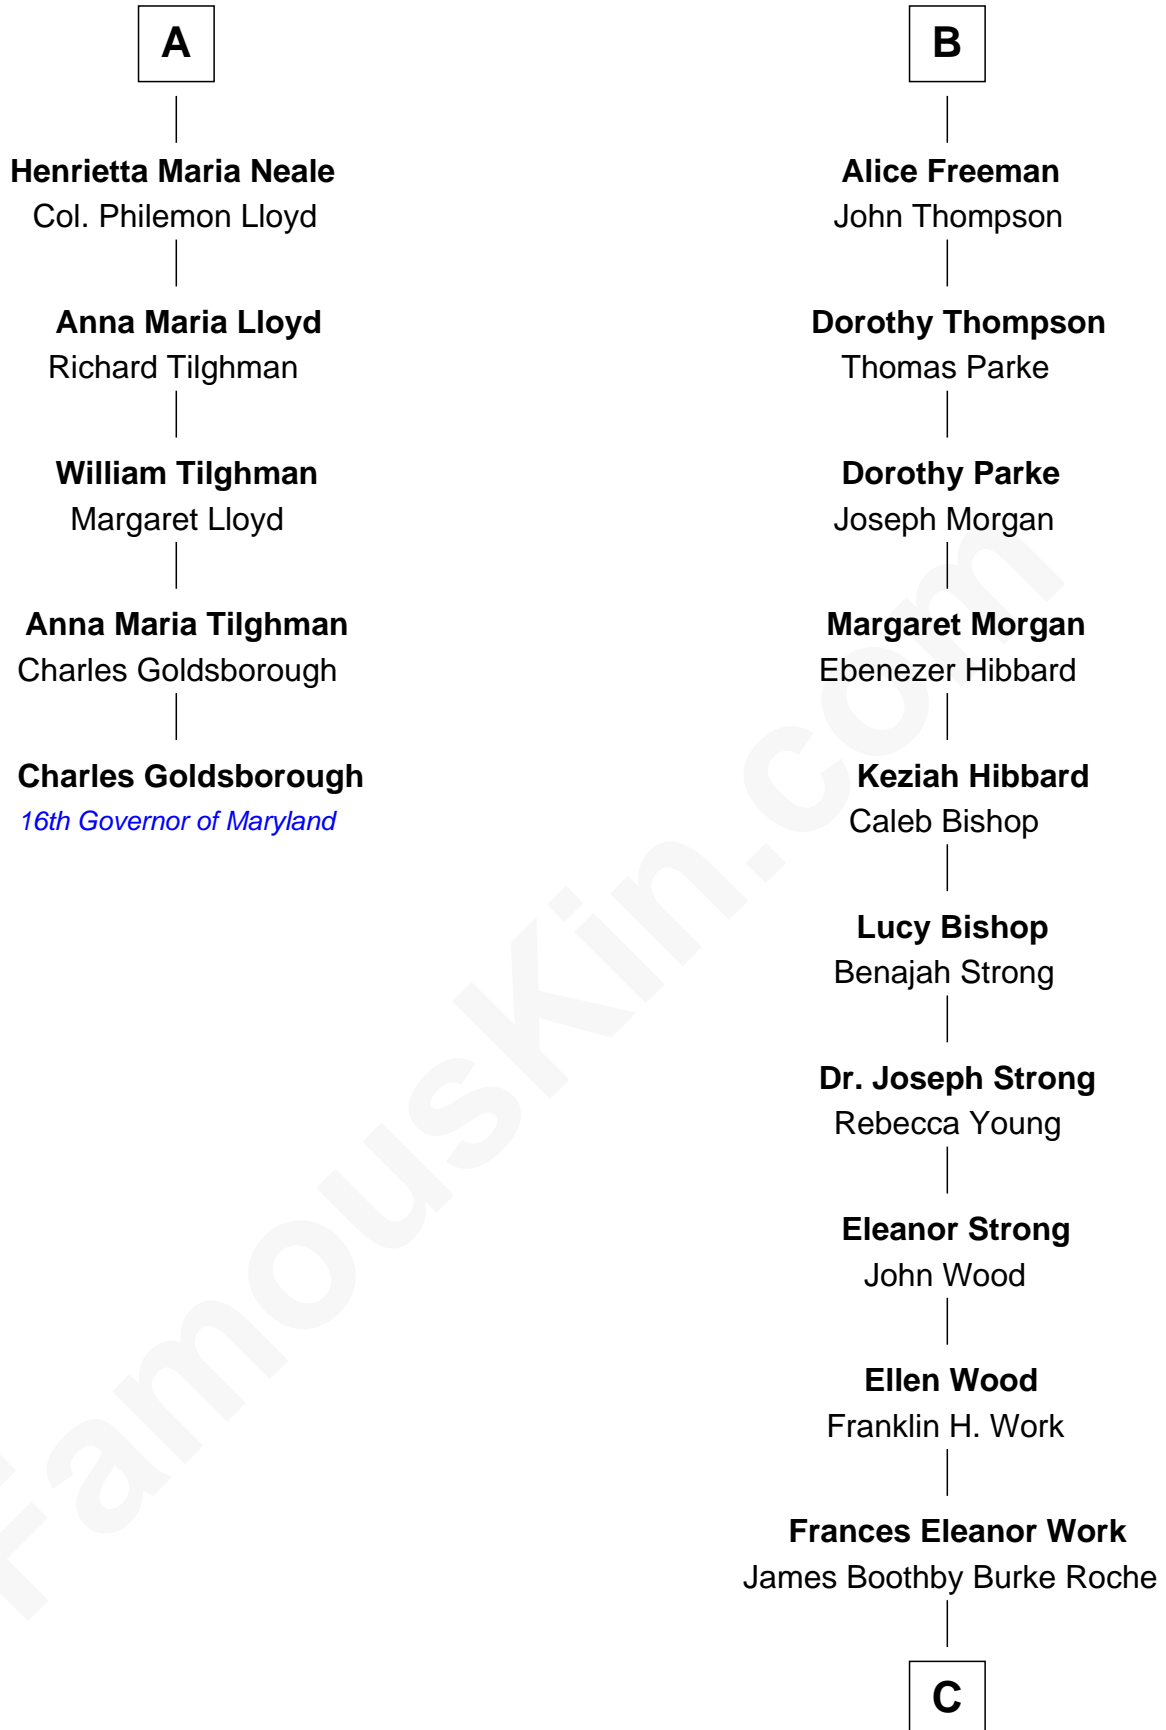 A
Henrietta Maria Neale
Col. Philemon Lloyd
Anna Maria Lloyd
Richard Tilghman
William Tilghman
Margaret Lloyd
Anna Maria Tilghman
Charles Goldsborough
Charles Goldsborough
16th Governor of Maryland
B
Alice Freeman
John Thompson
Dorothy Thompson
Thomas Parke
Dorothy Parke
Joseph Morgan
Margaret Morgan
Ebenezer Hibbard
Keziah Hibbard
Caleb Bishop
Lucy Bishop
Benajah Strong
Dr. Joseph Strong
Rebecca Young
Eleanor Strong
John Wood
Ellen Wood
Franklin H. Work
Frances Eleanor Work
James Boothby Burke Roche
C
FamousKin.com